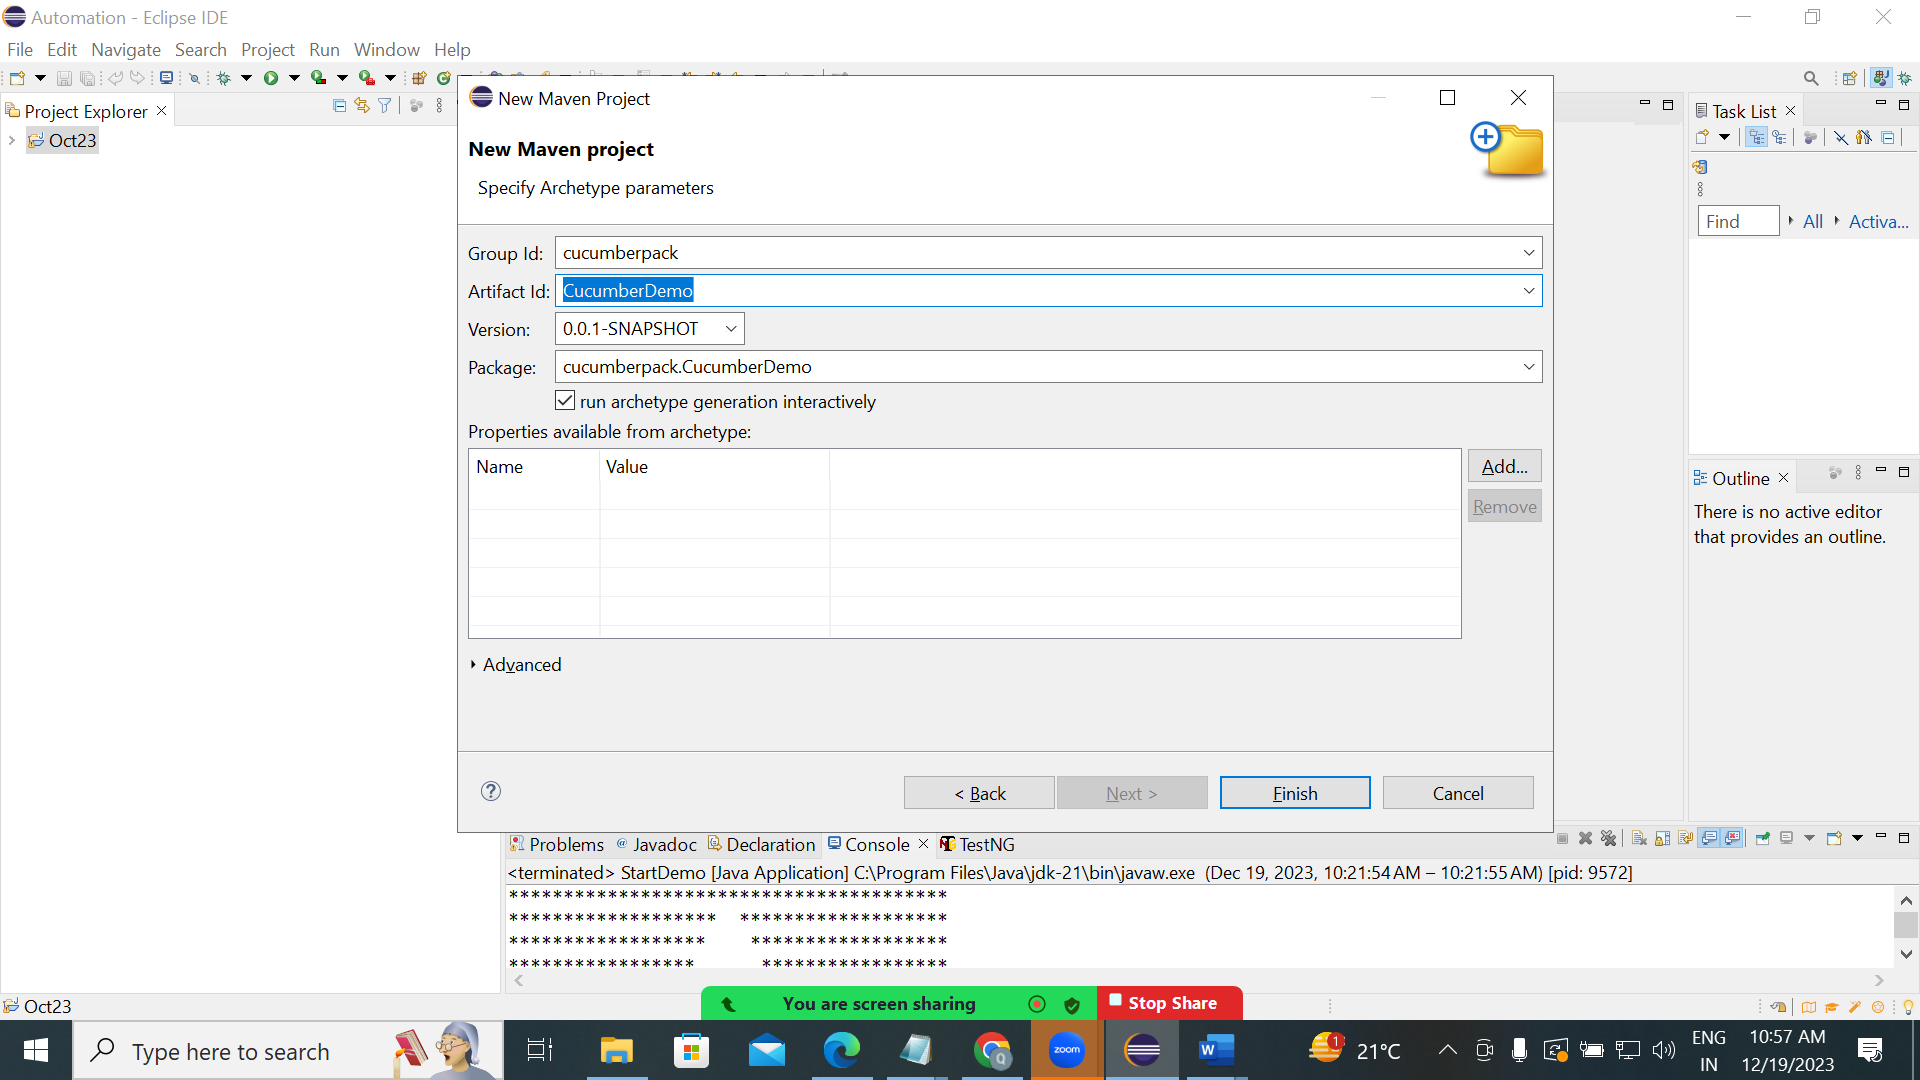 Automation - Eclipse IDE
File Edit Navigate Search Project Run Window Help
Project Explorer
Oct23
New Maven Project
New Maven project
Specify Archetype parameters
Group Id: cucumberpack
Artifact Id: CucumberDemo
Version: 0.0.1-SNAPSHOT
Package: cucumberpack.CucumberDemo
run archetype generation interactively
Properties available from archetype:
Name Value
Add...
Remove
Advanced
< Back Next > Finish Cancel
Task List
Find All Activa...
Outline
There is no active editor
that provides an outline.
Problems @ Javadoc Declaration Console TestNG
<terminated> StartDemo [Java Application] C:\Program Files\Java\jdk-21\bin\javaw.exe (Dec 19, 2023, 10:21:54 AM – 10:21:55 AM) [pid: 9572]
****************************************
******************* *******************
****************** ******************
***************** *****************
Oct23
You are screen sharing Stop Share
Type here to search
zoom
Q
W
1
21°C
ENG
IN
10:57 AM
12/19/2023